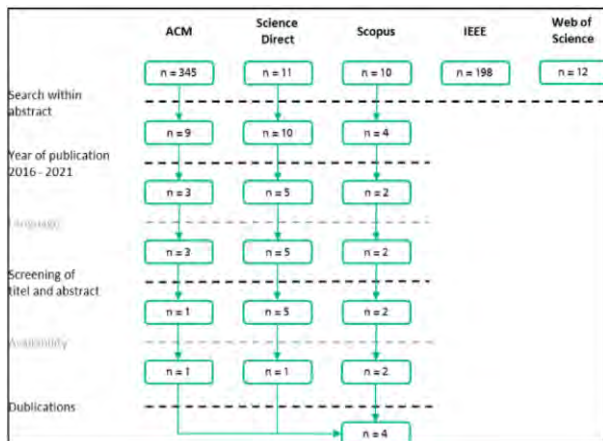 ACM Science Direct Scopus IEEE Web of Science
n = 345 n = 11 n = 10 n = 198 n = 12
Search within
abstract
n = 9 n = 10 n = 4
Year of publication
2016 - 2021
n = 3 n = 5 n = 2
Language
n = 3 n = 5 n = 2
Screening of
titel and abstract
n = 1 n = 5 n = 2
Availability
n = 1 n = 1 n = 2
Dublications
n = 4